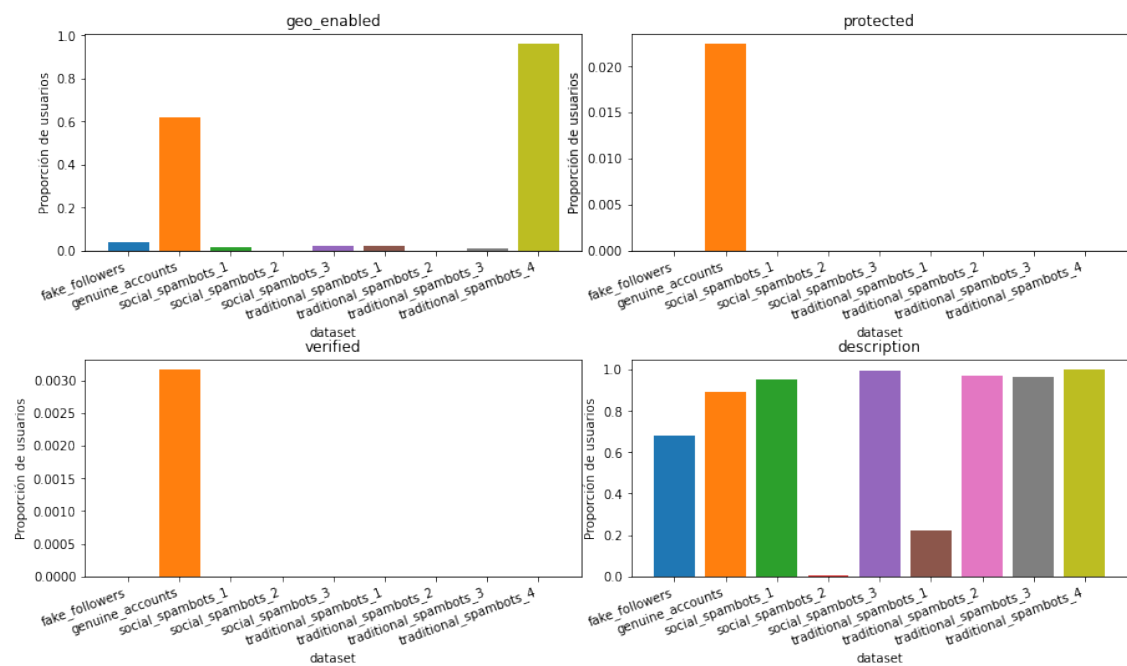 geo_enabled
Proporción de usuarios
1.0
0.8
0.6
0.4
0.2
0.0
fake_followers
genuine_accounts
social_spambots_1
social_spambots_2
social_spambots_3
traditional_spambots_1
traditional_spambots_2
traditional_spambots_3
traditional_spambots_4
dataset
protected
Proporción de usuarios
0.020
0.015
0.010
0.005
0.000
fake_followers
genuine_accounts
social_spambots_1
social_spambots_2
social_spambots_3
traditional_spambots_1
traditional_spambots_2
traditional_spambots_3
traditional_spambots_4
dataset
verified
Proporción de usuarios
0.0030
0.0025
0.0020
0.0015
0.0010
0.0005
0.0000
fake_followers
genuine_accounts
social_spambots_1
social_spambots_2
social_spambots_3
traditional_spambots_1
traditional_spambots_2
traditional_spambots_3
traditional_spambots_4
dataset
description
Proporción de usuarios
1.0
0.8
0.6
0.4
0.2
0.0
fake_followers
genuine_accounts
social_spambots_1
social_spambots_2
social_spambots_3
traditional_spambots_1
traditional_spambots_2
traditional_spambots_3
traditional_spambots_4
dataset